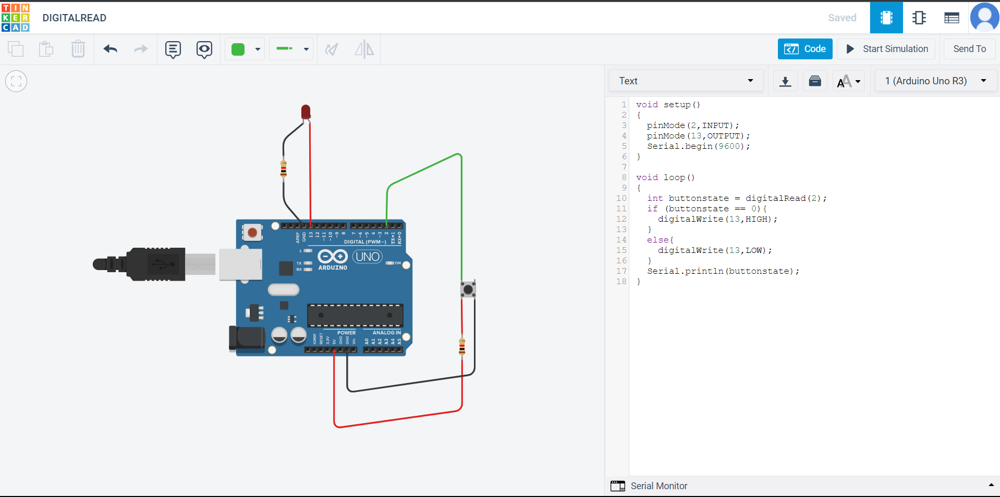 TIN
KER
CAD
DIGITALREAD
Saved
Code
Start Simulation
Send To
Text
1 (Arduino Uno R3)
1 void setup()
2 {
3   pinMode(2,INPUT);
4   pinMode(13,OUTPUT);
5   Serial.begin(9600);
6 }
7
8 void loop()
9 {
10   int buttonstate = digitalRead(2);
11   if (buttonstate == 0){
12     digitalWrite(13,HIGH);
13   }
14   else{
15     digitalWrite(13,LOW);
16   }
17   Serial.println(buttonstate);
18 }
AREF
GND
13
12
~11
~10
~9
8
7
~6
~5
4
~3
2
TX→1
RX←0
DIGITAL (PWM~)
L
TX
RX
UNO
ARDUINO
ON
POWER
ANALOG IN
IOREF
RESET
3.3V
5V
GND
GND
Vin
A0
A1
A2
A3
A4
A5
Serial Monitor